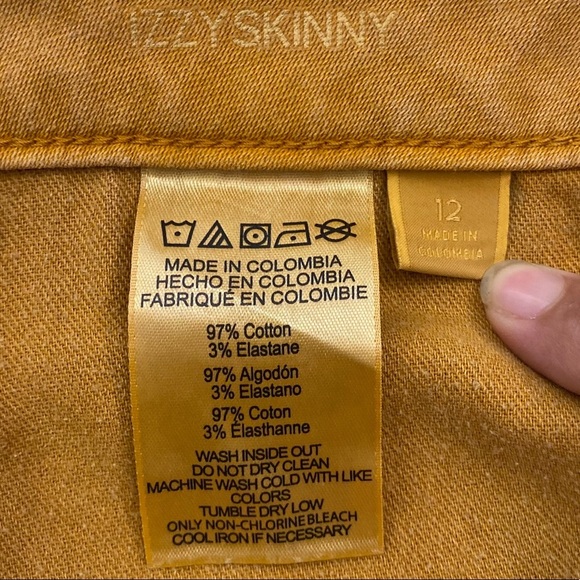 IZZY SKINNY
MADE IN COLOMBIA
HECHO EN COLOMBIA
FABRIQUÉ EN COLOMBIE
97% Cotton
3% Elastane
97% Algodón
3% Elastano
97% Coton
3% Élasthanne
WASH INSIDE OUT
DO NOT DRY CLEAN
MACHINE WASH COLD WITH LIKE
COLORS
TUMBLE DRY LOW
ONLY NON-CHLORINE BLEACH
COOL IRON IF NECESSARY
12
MADE IN
COLOMBIA